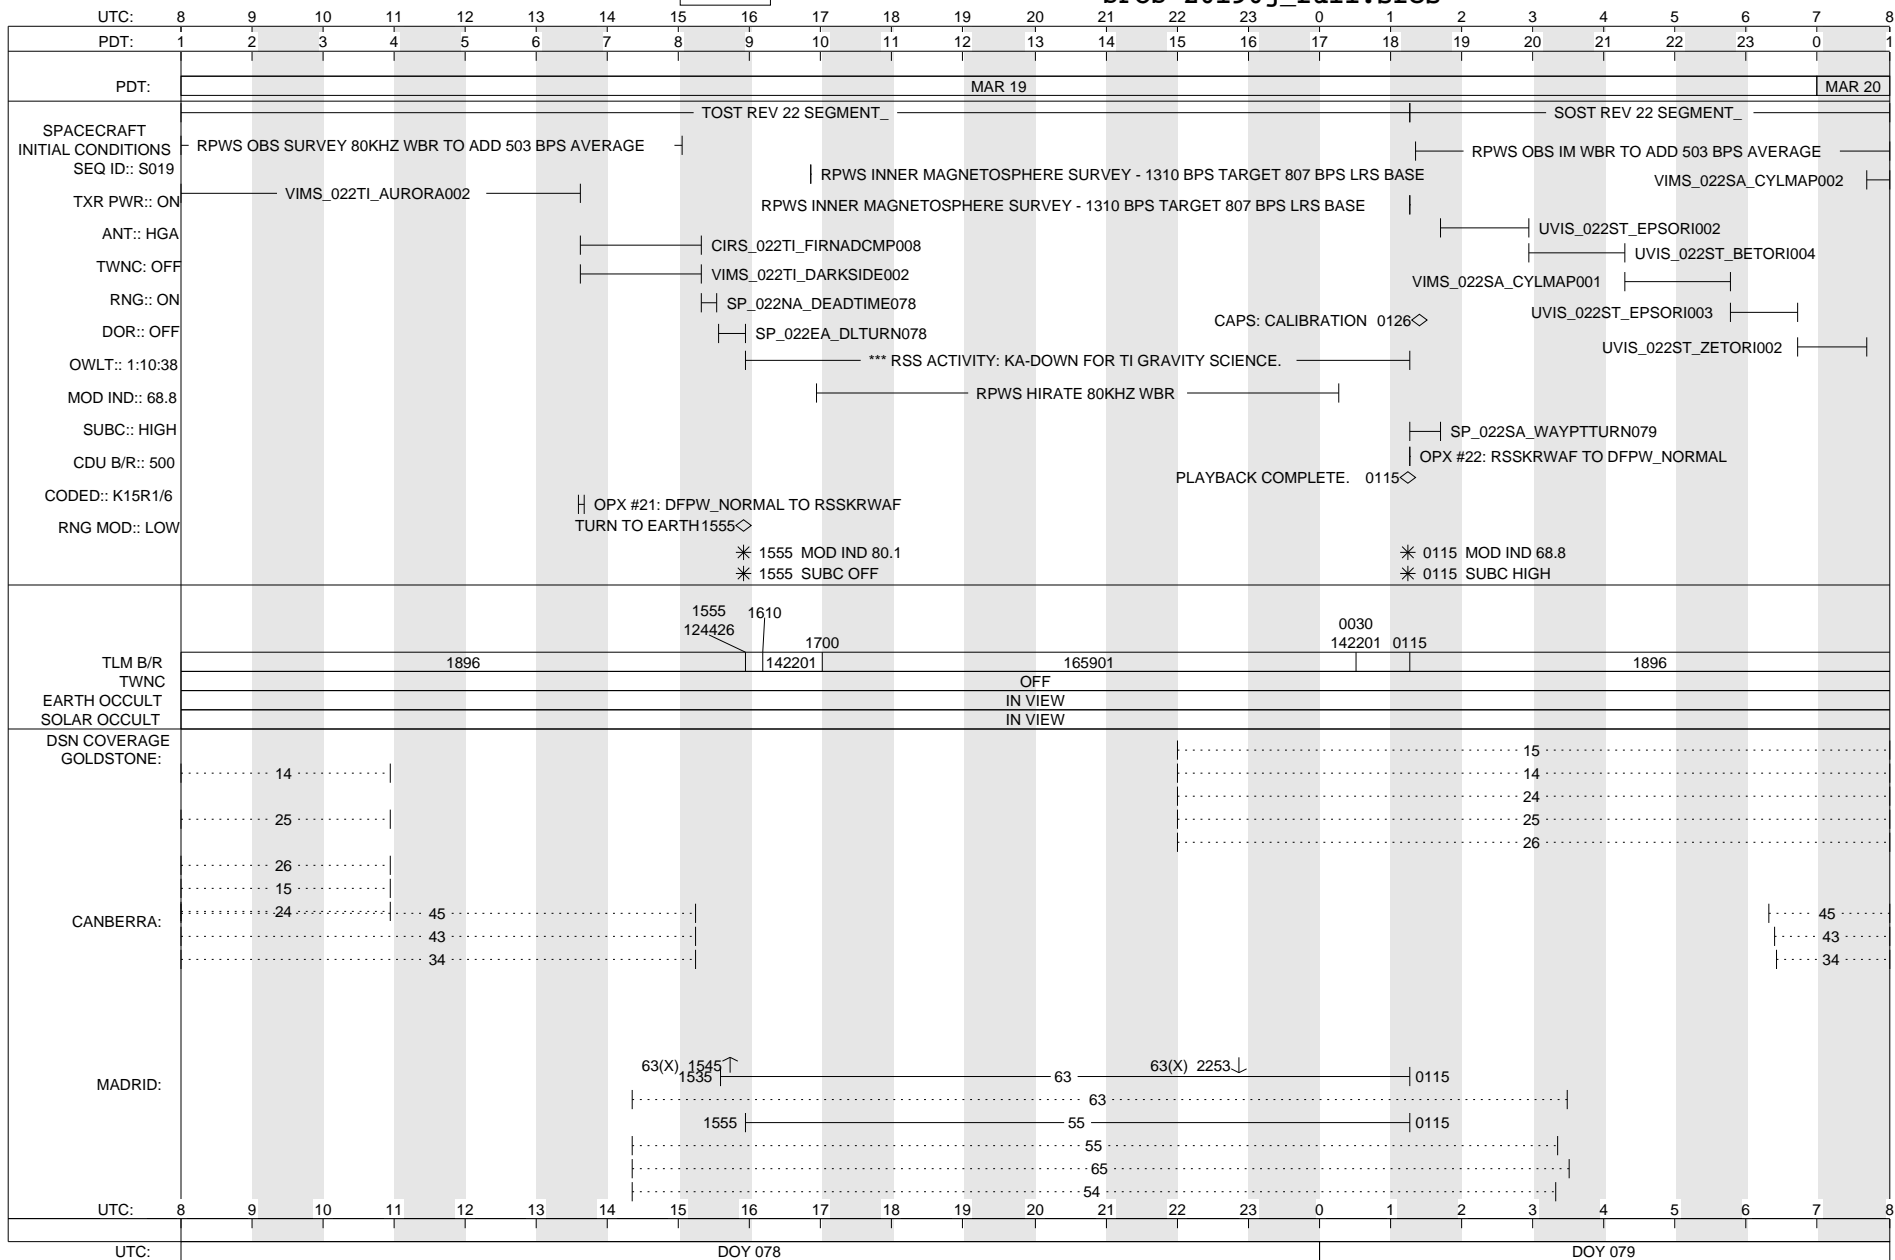 UTC: 8 9 10 11 12 13 14 15 16 17 18 19 20 21 22 23 0 1 2 3 4 5 6 7 8
PDT: 1 2 3 4 5 6 7 8 9 10 11 12 13 14 15 16 17 18 19 20 21 22 23 0 1
PDT: MAR 19 MAR 20
TOST REV 22 SEGMENT_ SOST REV 22 SEGMENT_
SPACECRAFT
INITIAL CONDITIONS
RPWS OBS SURVEY 80KHZ WBR TO ADD 503 BPS AVERAGE
RPWS OBS IM WBR TO ADD 503 BPS AVERAGE
SEQ ID:: S019
RPWS INNER MAGNETOSPHERE SURVEY - 1310 BPS TARGET 807 BPS LRS BASE
VIMS_022SA_CYLMAP002
VIMS_022TI_AURORA002
TXR PWR:: ON
RPWS INNER MAGNETOSPHERE SURVEY - 1310 BPS TARGET 807 BPS LRS BASE
UVIS_022ST_EPSORI002
ANT:: HGA
CIRS_022TI_FIRNADCMP008
UVIS_022ST_BETORI004
TWNC: OFF
VIMS_022TI_DARKSIDE002
VIMS_022SA_CYLMAP001
RNG:: ON
SP_022NA_DEADTIME078
UVIS_022ST_EPSORI003
CAPS: CALIBRATION 0126
DOR:: OFF
SP_022EA_DLTURN078
UVIS_022ST_ZETORI002
OWLT:: 1:10:38
*** RSS ACTIVITY: KA-DOWN FOR TI GRAVITY SCIENCE.
MOD IND:: 68.8
RPWS HIRATE 80KHZ WBR
SUBC:: HIGH
SP_022SA_WAYPTTURN079
OPX #22: RSSKRWAF TO DFPW_NORMAL
CDU B/R:: 500
PLAYBACK COMPLETE. 0115
CODED:: K15R1/6
OPX #21: DFPW_NORMAL TO RSSKRWAF
RNG MOD:: LOW
TURN TO EARTH 1555
1555 MOD IND 80.1 0115 MOD IND 68.8
1555 SUBC OFF 0115 SUBC HIGH
1555 1610
124426 0030
1700 142201 0115
TLM B/R 1896 142201 165901 1896
TWNC OFF
EARTH OCCULT IN VIEW
SOLAR OCCULT IN VIEW
DSN COVERAGE
GOLDSTONE: 15
14 14
24
25 25
26
26
15
24
CANBERRA: 45 45
43 43
34 34
63(X) 1545 63(X) 2253
MADRID: 1535 63 0115
63
1555 55 0115
55
65
54
UTC: 8 9 10 11 12 13 14 15 16 17 18 19 20 21 22 23 0 1 2 3 4 5 6 7 8
UTC: DOY 078 DOY 079